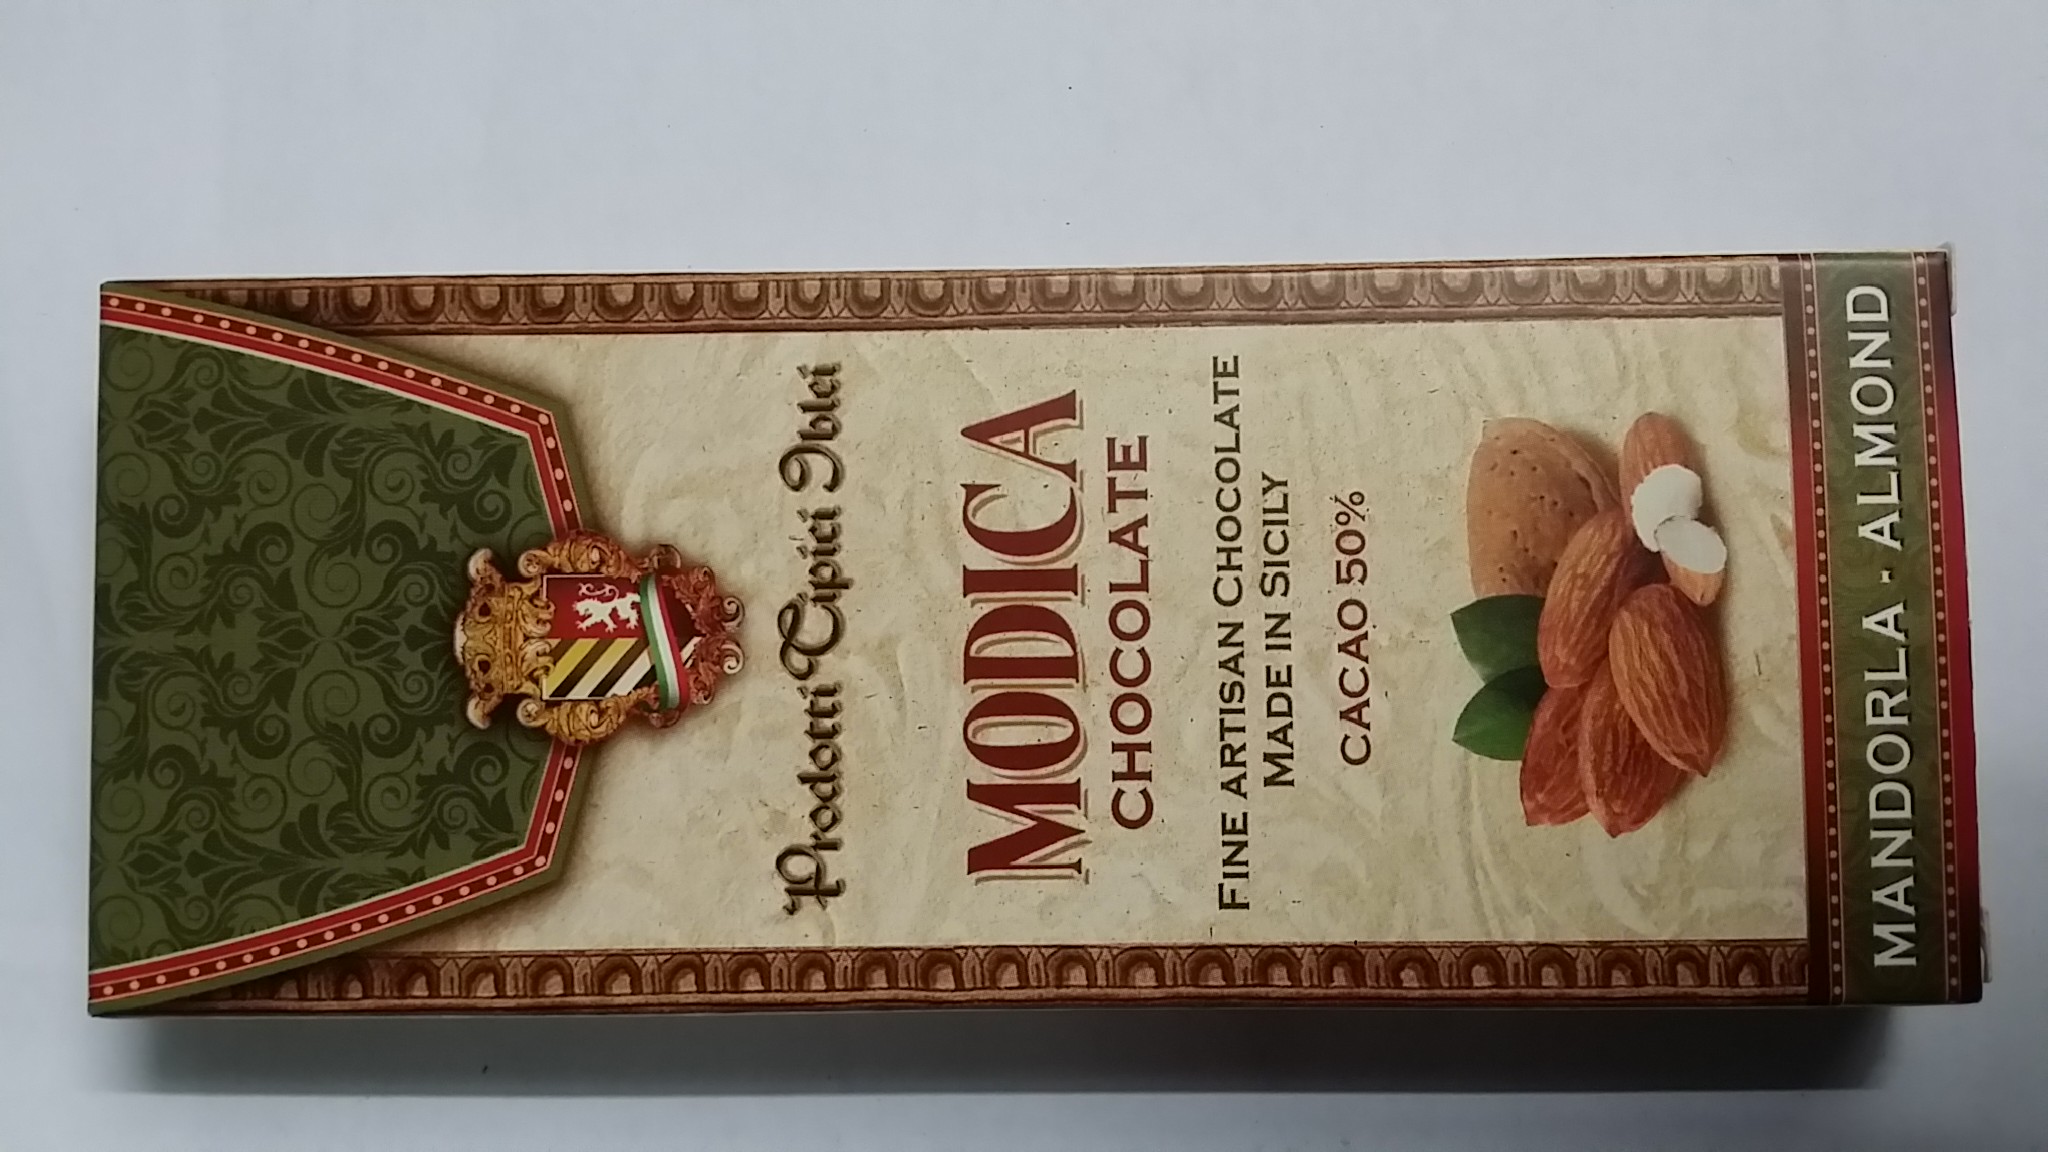 Prodotti Tipici Iblei
MODICA
CHOCOLATE
FINE ARTISAN CHOCOLATE
MADE IN SICILY
CACAO 50%
MANDORLA - ALMOND